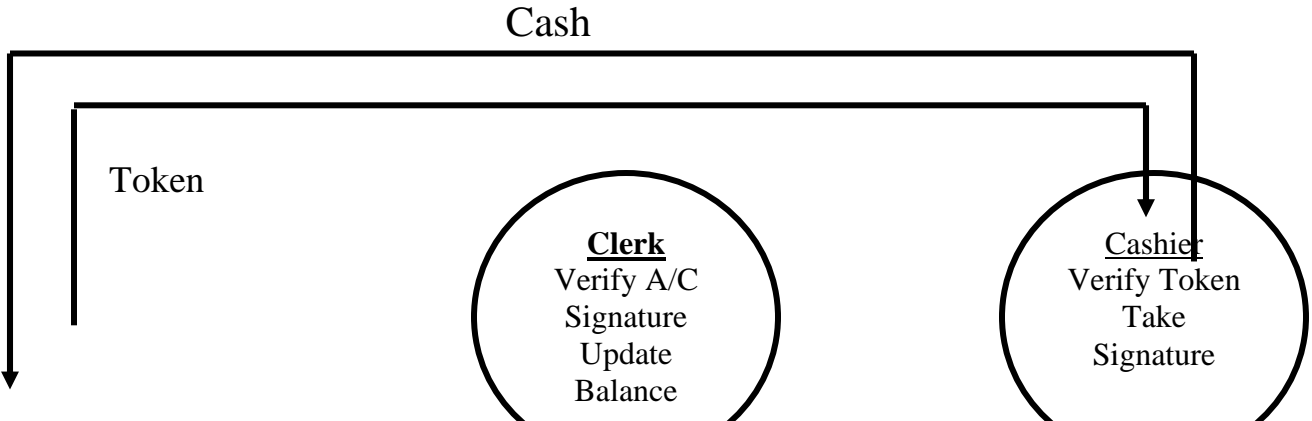 Cash
Token
Clerk
Verify A/C
Signature
Update
Balance
Cashier
Verify Token
Take
Signature